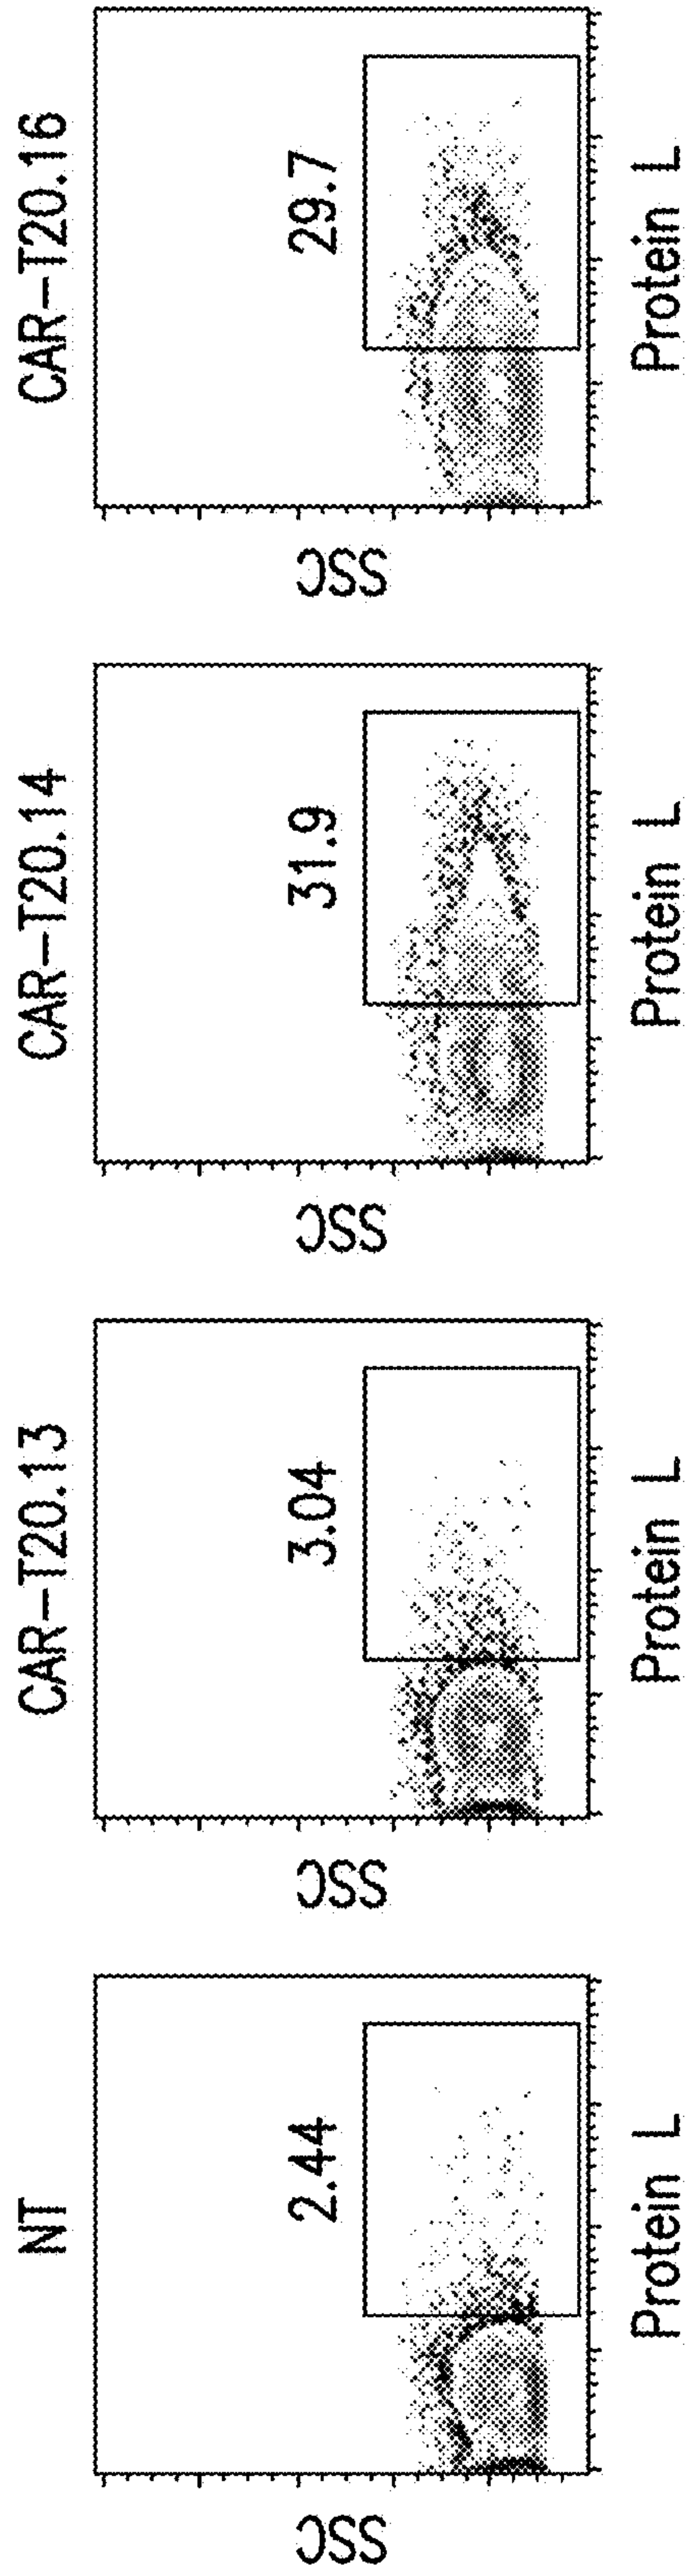 NT
2.44
SSC
Protein L
CAR-T20.13
3.04
SSC
Protein L
CAR-T20.14
31.9
SSC
Protein L
CAR-T20.16
29.7
SSC
Protein L